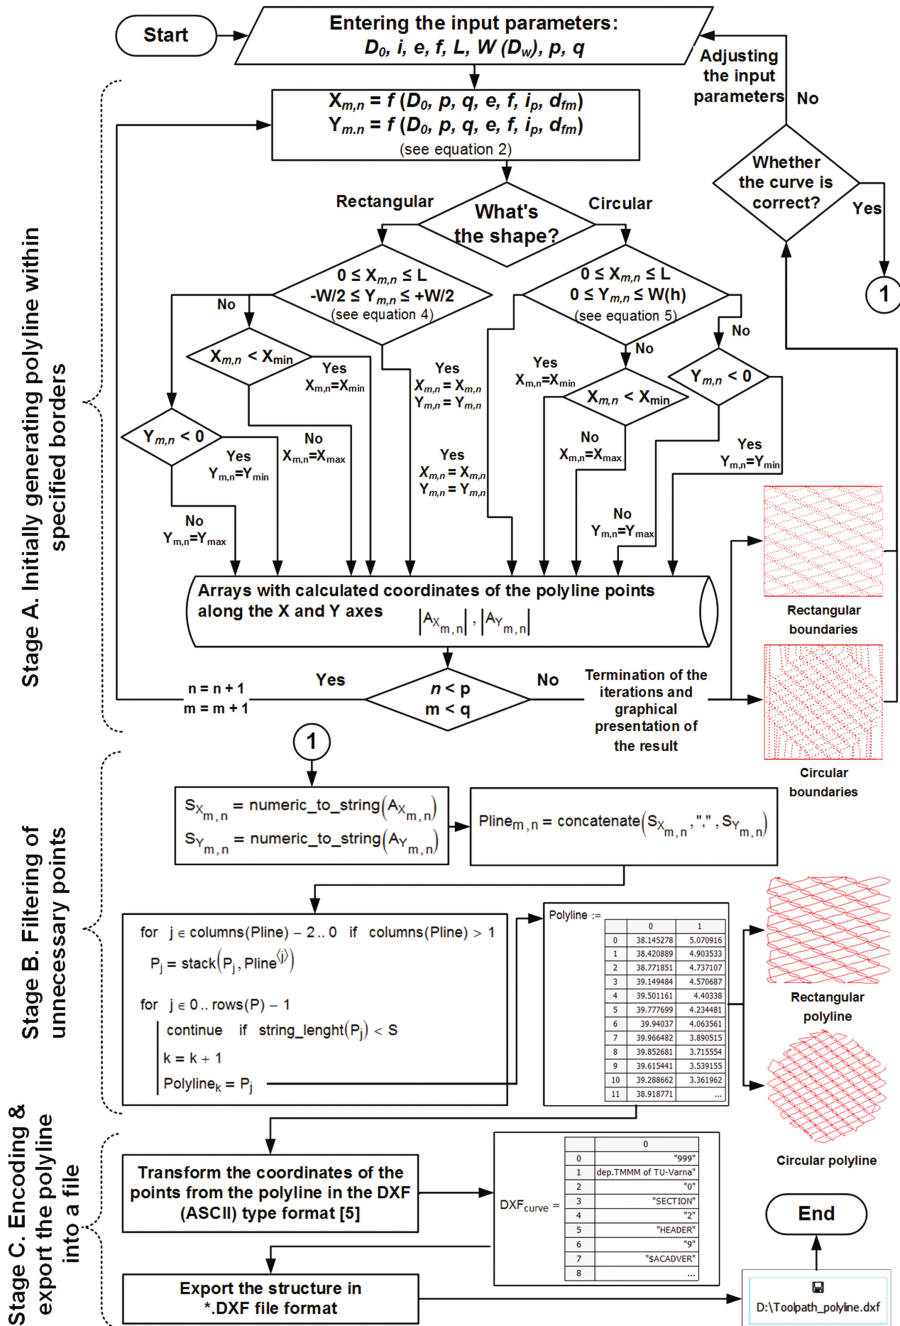 Start
Entering the input parameters:
D0, i, e, f, L, W (Dw), p, q
Adjusting
the input
parameters
No
Whether
the curve is
correct?
Yes
1
Stage A. Initially generating polyline within
specified borders
Xm,n = f (D0, p, q, e, f, ip, dfm)
Ym.n = f (D0, p, q, e, f, ip, dfm)
(see equation 2)
Rectangular
What's
the shape?
Circular
0 ≤ Xm,n ≤ L
-W/2 ≤ Ym,n ≤ +W/2
(see equation 4)
0 ≤ Xm,n ≤ L
0 ≤ Ym,n ≤ W(h)
(see equation 5)
No
Xm,n < Xmin
Yes
Xm,n=Xmin
No
Xm,n=Xmax
Ym,n < 0
Yes
Ym,n=Ymin
No
Ym,n=Ymax
Yes
Xm,n = Xm,n
Ym,n = Ym,n
Yes
Xm,n = Xm,n
Ym,n = Ym,n
No
Xm,n < Xmin
Yes
Xm,n=Xmin
No
Xm,n=Xmax
No
Ym,n < 0
Yes
Ym,n=Ymin
No
Ym,n=Ymax
Arrays with calculated coordinates of the polyline points
along the X and Y axes
|AXm,n| , |AYm,n|
n < p
m < q
Yes
n = n + 1
m = m + 1
No
Termination of the
iterations and
graphical
presentation of
the result
Rectangular
boundaries
Circular
boundaries
Stage B. Filtering of
unnecessary points
1
SXm,n = numeric_to_string(AXm,n)
SYm,n = numeric_to_string(AYm,n)
Plinem,n = concatenate(SXm,n , "," , SYm,n)
for j ∈ columns(Pline) − 2 .. 0 if columns(Pline) > 1
Pj = stack(Pj , Pline⟨j⟩)
for j ∈ 0 .. rows(P) − 1
continue if string_lenght(Pj) < S
k = k + 1
Polylinek = Pj
Polyline :=
0 1
0 38.145278 5.070916
1 38.420889 4.903533
2 38.771851 4.737107
3 39.149484 4.570687
4 39.501161 4.40338
5 39.777699 4.234481
6 39.94037 4.063561
7 39.966482 3.890515
8 39.852681 3.715554
9 39.615441 3.539155
10 39.288662 3.361962
11 38.918771 ...
Rectangular
polyline
Circular polyline
Stage C. Encoding &
export the polyline
into a file
Transform the coordinates of the
points from the polyline in the DXF
(ASCII) type format [5]
DXFcurve =
0
0 "999"
1 dep.TMMM of TU-Varna"
2 "0"
3 "SECTION"
4 "2"
5 "HEADER"
6 "9"
7 "$ACADVER"
8 ...
Export the structure in
*.DXF file format
D:\Toolpath_polyline.dxf
End